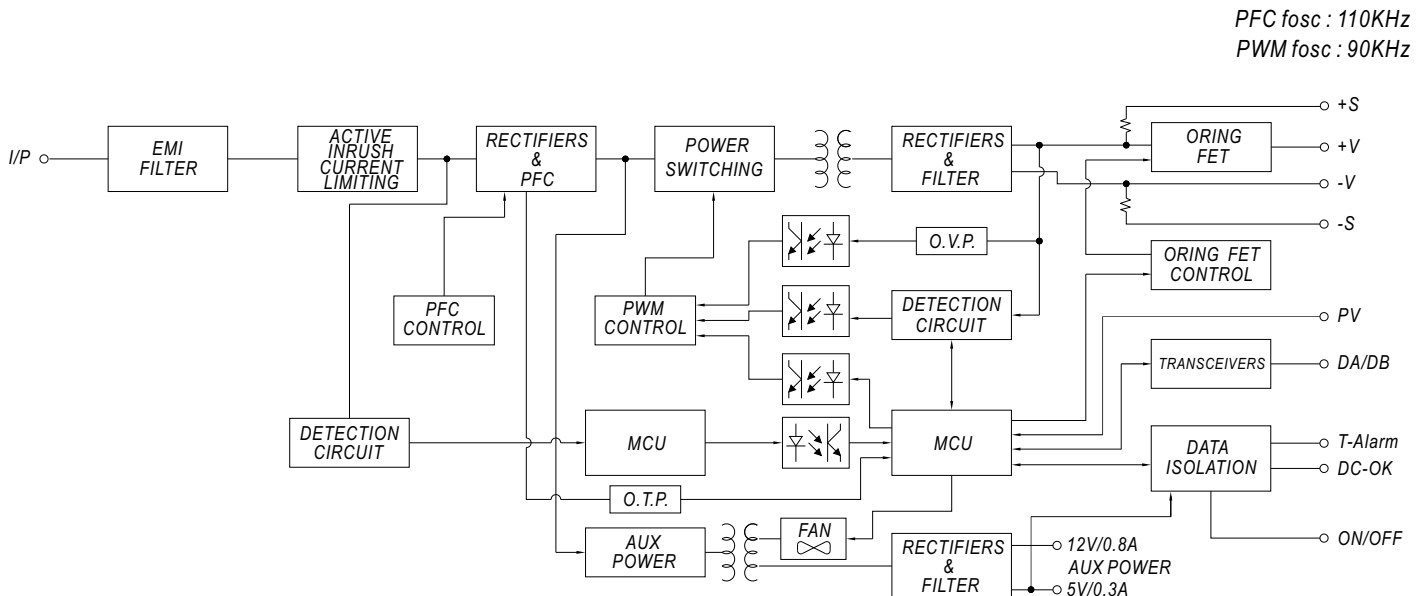 PFC fosc : 110KHz
PWM fosc : 90KHz
I/P
EMI
FILTER
ACTIVE
INRUSH
CURRENT
LIMITING
RECTIFIERS
&
PFC
POWER
SWITCHING
RECTIFIERS
&
FILTER
ORING
FET
+S
+V
-V
-S
O.V.P.
ORING FET
CONTROL
PFC
CONTROL
PWM
CONTROL
DETECTION
CIRCUIT
PV
TRANSCEIVERS
DA/DB
DETECTION
CIRCUIT
MCU
MCU
DATA
ISOLATION
T-Alarm
DC-OK
O.T.P.
ON/OFF
AUX
POWER
FAN
RECTIFIERS
&
FILTER
12V/0.8A
AUX POWER
5V/0.3A